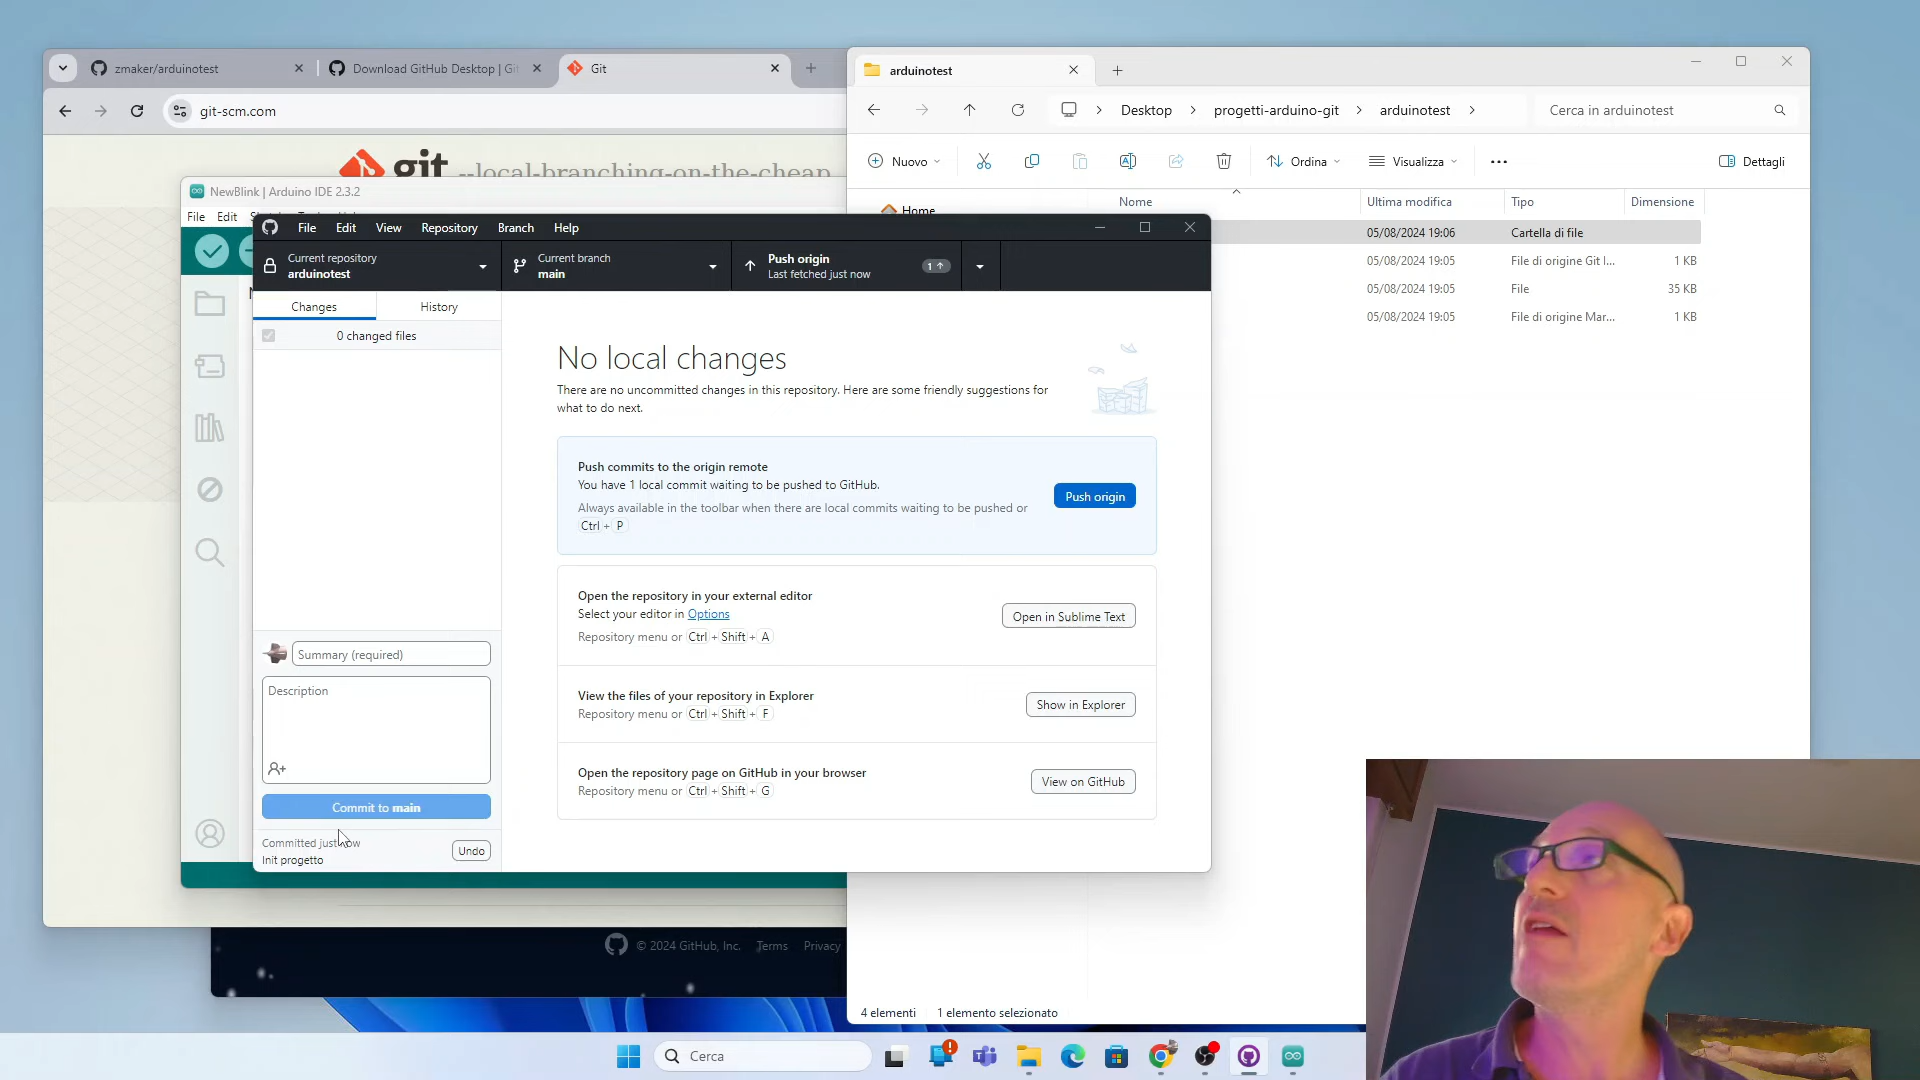 zmaker/arduinotest
Download GitHub Desktop | Git
Git
git-scm.com
git --local-branching-on-the-cheap
NewBlink | Arduino IDE 2.3.2
File Edit
arduinotest
Desktop
progetti-arduino-git
arduinotest
Cerca in arduinotest
Nuovo
Ordina
Visualizza
Dettagli
Home
Nome
Ultima modifica
Tipo
Dimensione
05/08/2024 19:06 Cartella di file
05/08/2024 19:05 File di origine Git I... 1 KB
05/08/2024 19:05 File 35 KB
05/08/2024 19:05 File di origine Mar... 1 KB
File Edit View Repository Branch Help
Current repository
arduinotest
Current branch
main
Push origin
Last fetched just now
1
Changes
History
0 changed files
No local changes
There are no uncommitted changes in this repository. Here are some friendly suggestions for
what to do next.
Push commits to the origin remote
You have 1 local commit waiting to be pushed to GitHub.
Always available in the toolbar when there are local commits waiting to be pushed or
Ctrl + P
Push origin
Open the repository in your external editor
Select your editor in Options
Repository menu or Ctrl + Shift + A
Open in Sublime Text
View the files of your repository in Explorer
Repository menu or Ctrl + Shift + F
Show in Explorer
Open the repository page on GitHub in your browser
Repository menu or Ctrl + Shift + G
View on GitHub
Summary (required)
Description
Commit to main
Committed just now
Init progetto
Undo
© 2024 GitHub, Inc. Terms Privacy
4 elementi 1 elemento selezionato
Cerca